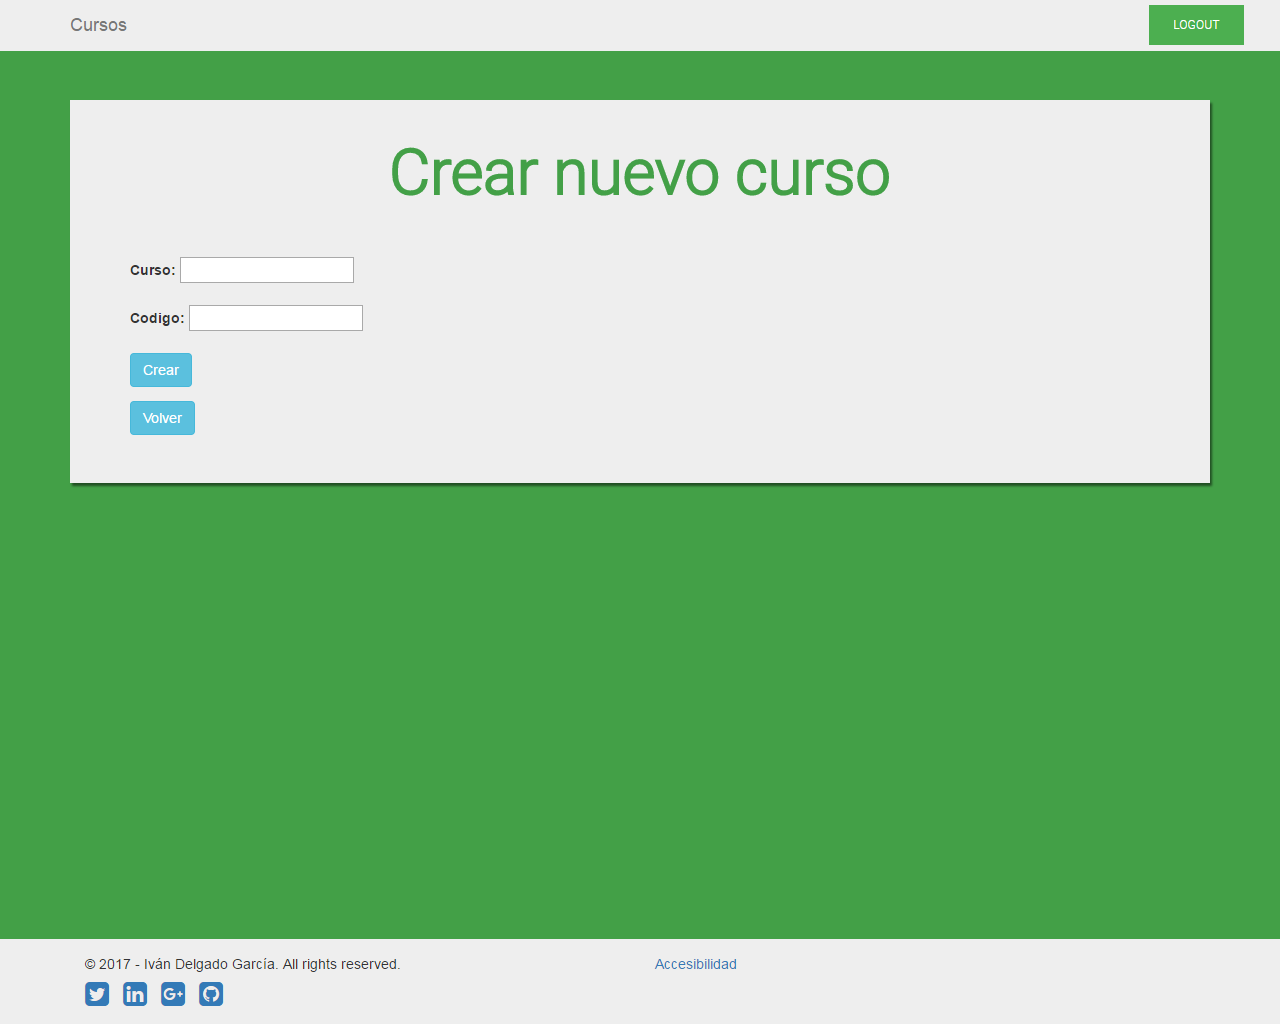 Cursos
LOGOUT
Crear nuevo curso
Curso:
Codigo:
Crear
Volver
© 2017 - Iván Delgado García. All rights reserved.
Accesibilidad